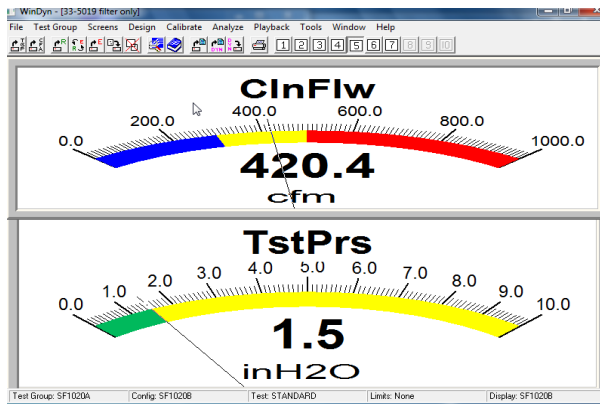 WinDyn - [33-5019 filter only]
File Test Group Screens Design Calibrate Analyze Playback Tools Window Help
1 2 3 4 5 6 7 8 9 10
ClnFlw
0.0 200.0 400.0 600.0 800.0 1000.0
420.4
cfm
TstPrs
0.0 1.0 2.0 3.0 4.0 5.0 6.0 7.0 8.0 9.0 10.0
1.5
inH2O
Test Group: SF1020A Config: SF1020B Test: STANDARD Limits: None Display: SF1020B